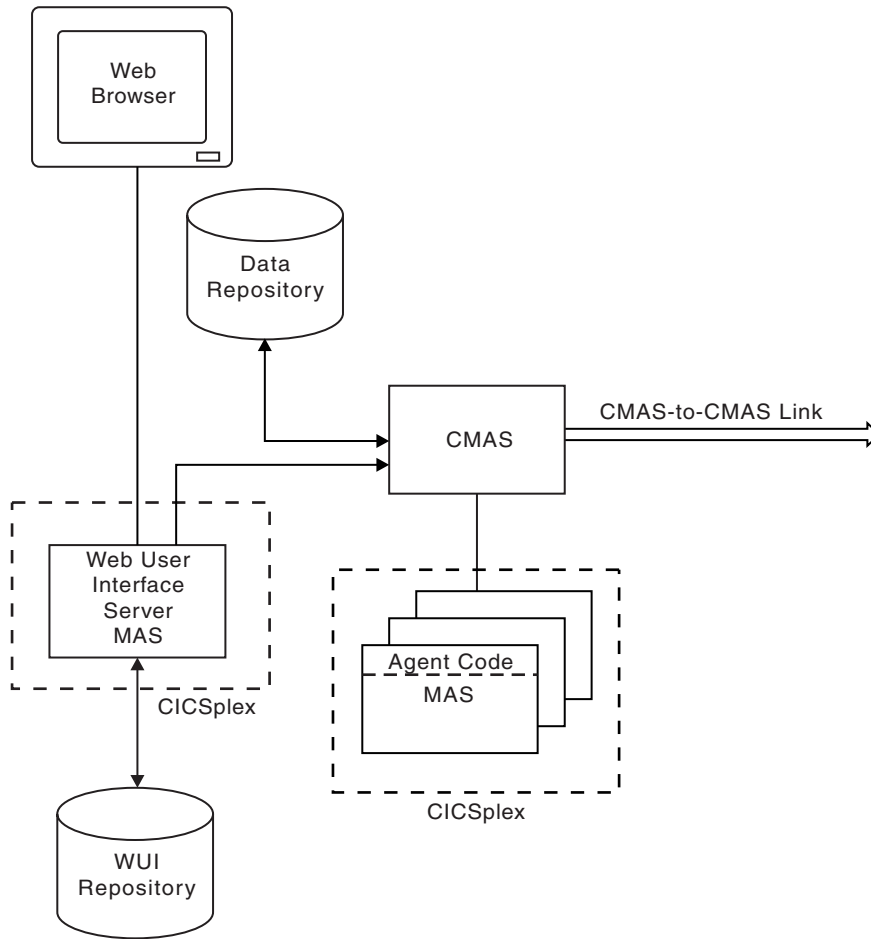 Web
Browser
Data
Repository
CMAS-to-CMAS Link
CMAS
Web User
Interface
Server
MAS
Agent Code
MAS
CICSplex
CICSplex
WUI
Repository